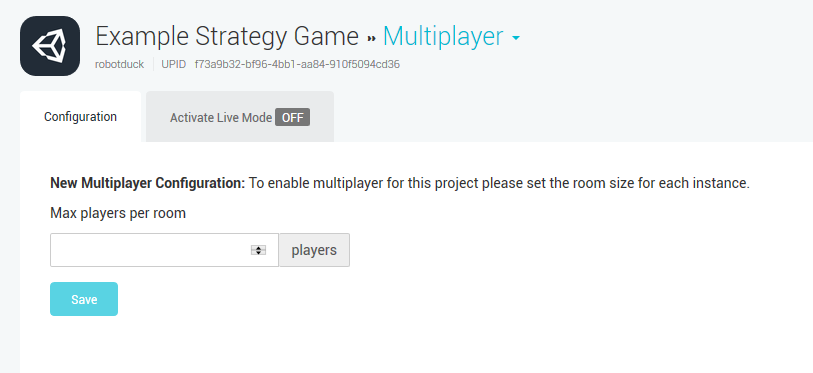 Example Strategy Game » Multiplayer
robotduck UPID f73a9b32-bf96-4bb1-aa84-910f5094cd36
Configuration Activate Live Mode OFF
New Multiplayer Configuration: To enable multiplayer for this project please set the room size for each instance.
Max players per room
players
Save